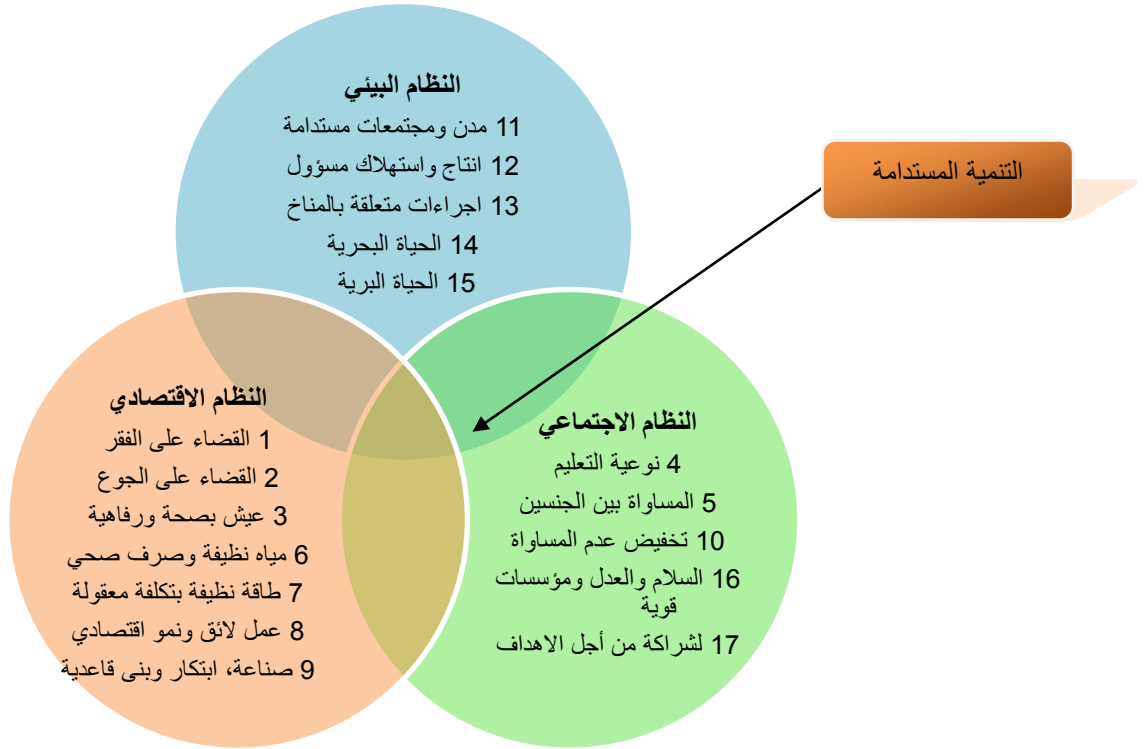 النظام البيئي
11 مدن ومجتمعات مستدامة
12 انتاج واستهلاك مسؤول
13 اجراءات متعلقة بالمناخ
14 الحياة البحرية
15 الحياة البرية
التنمية المستدامة
النظام الاجتماعي
4 نوعية التعليم
5 المساواة بين الجنسين
10 تخفيض عدم المساواة
16 السلام والعدل ومؤسسات
قوية
17 لشراكة من أجل الاهداف
النظام الاقتصادي
1 القضاء على الفقر
2 القضاء على الجوع
3 عيش بصحة ورفاهية
6 مياه نظيفة وصرف صحي
7 طاقة نظيفة بتكلفة معقولة
8 عمل لائق ونمو اقتصادي
9 صناعة، ابتكار وبنى قاعدية